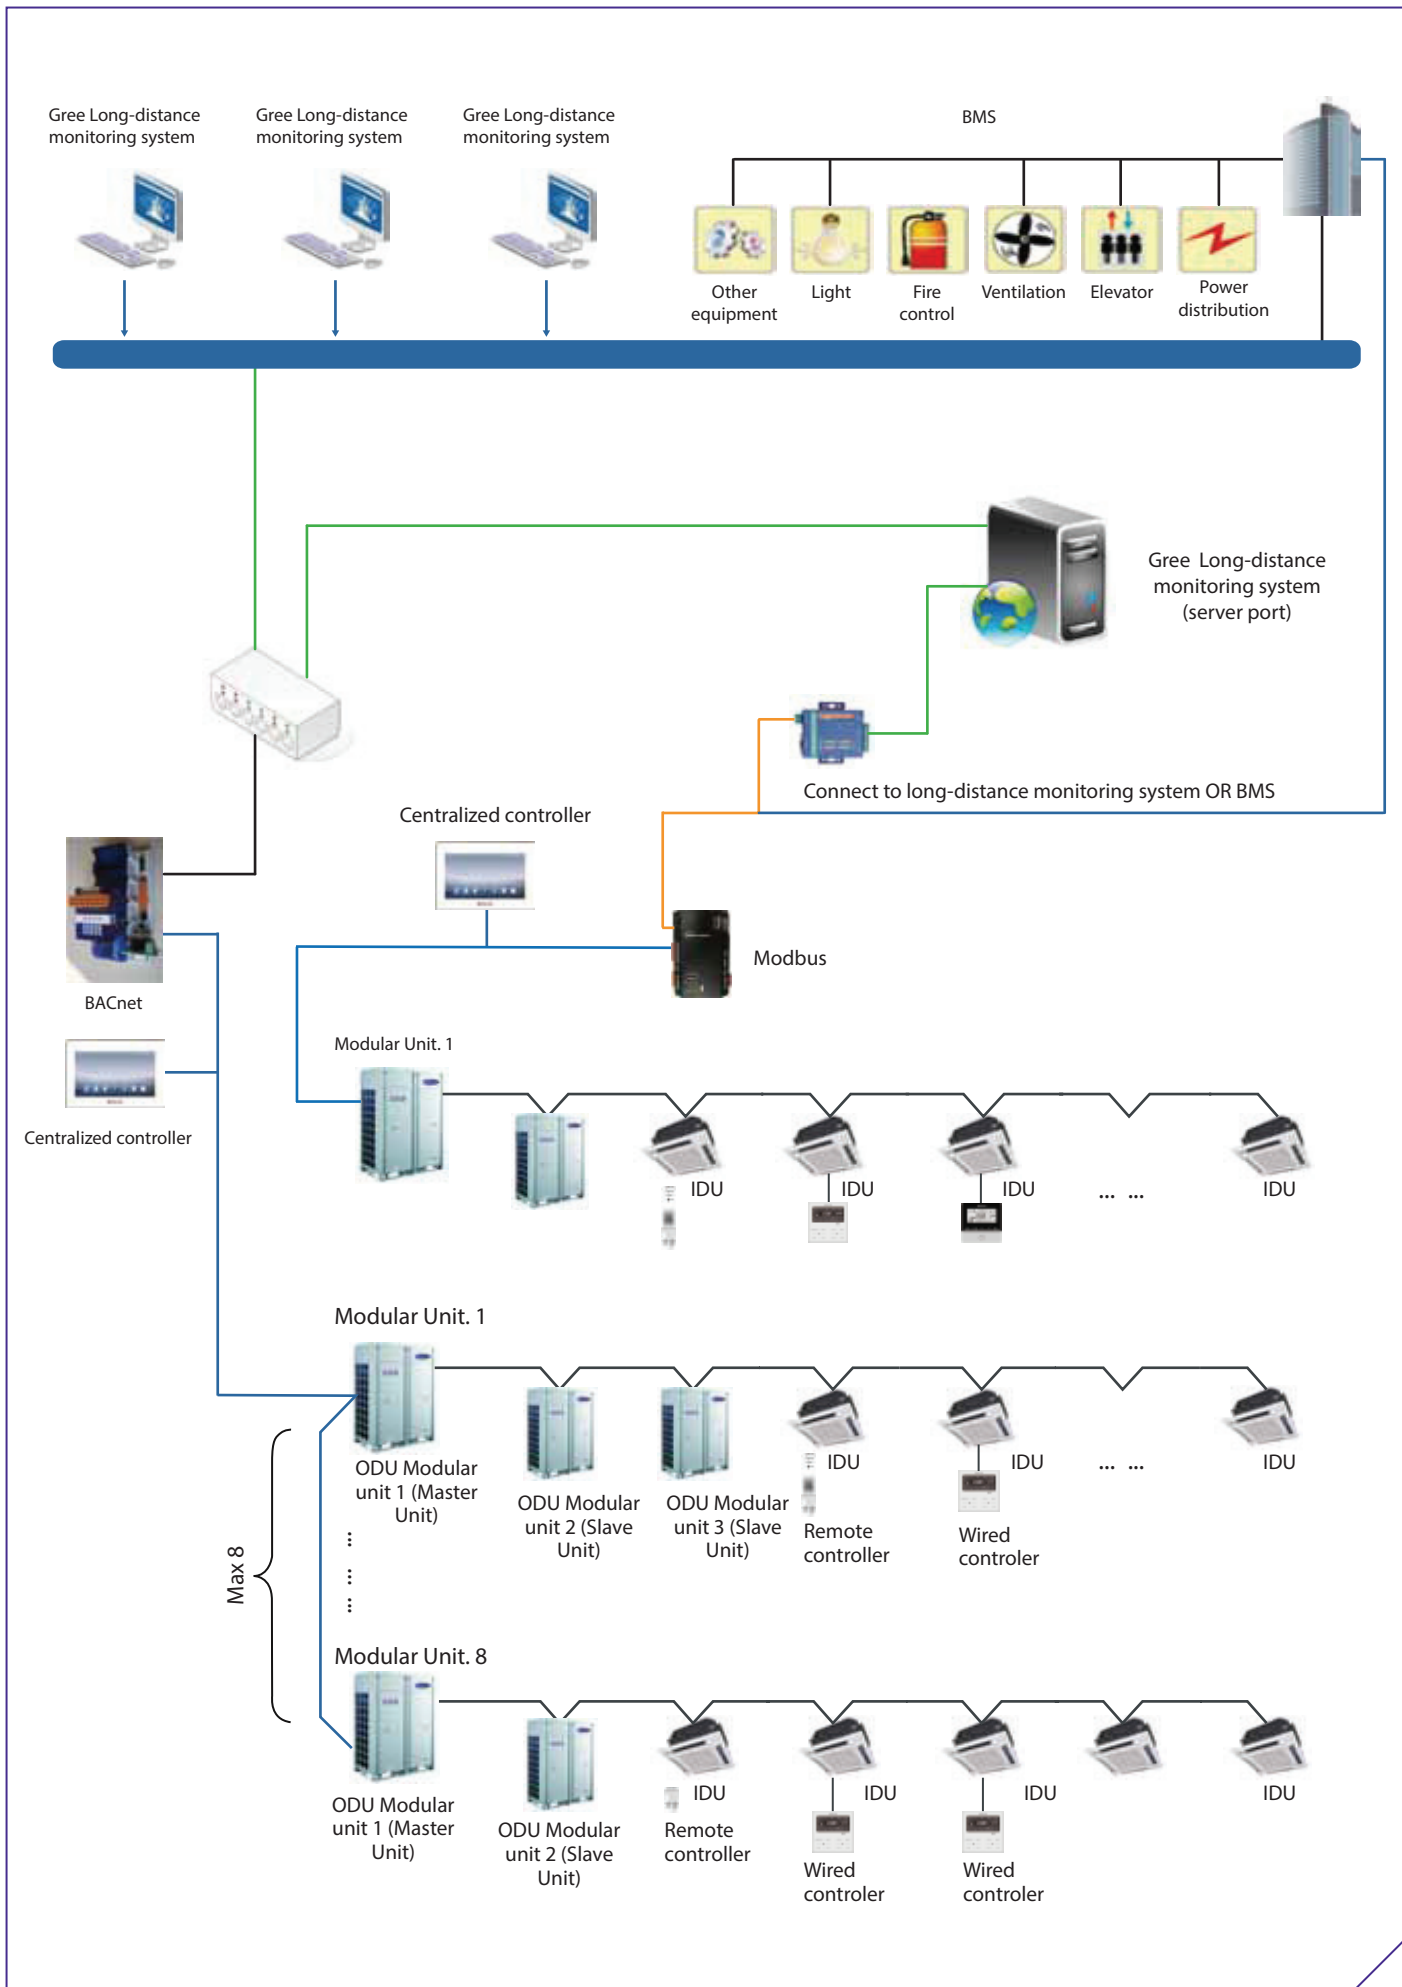 Gree Long-distance
monitoring system
Gree Long-distance
monitoring system
Gree Long-distance
monitoring system
BMS
Other
equipment
Light
Fire
control
Ventilation
Elevator
Power
distribution
Gree Long-distance
monitoring system
(server port)
Connect to long-distance monitoring system OR BMS
Centralized controller
Modbus
BACnet
Centralized controller
Modular Unit. 1
IDU
IDU
IDU
... ...
IDU
Modular Unit. 1
ODU Modular
unit 1 (Master
Unit)
ODU Modular
unit 2 (Slave
Unit)
ODU Modular
unit 3 (Slave
Unit)
IDU
Remote
controller
IDU
Wired
controler
... ...
IDU
Max 8
... ... ...
Modular Unit. 8
ODU Modular
unit 1 (Master
Unit)
ODU Modular
unit 2 (Slave
Unit)
IDU
Remote
controller
IDU
Wired
controler
IDU
Wired
controler
IDU